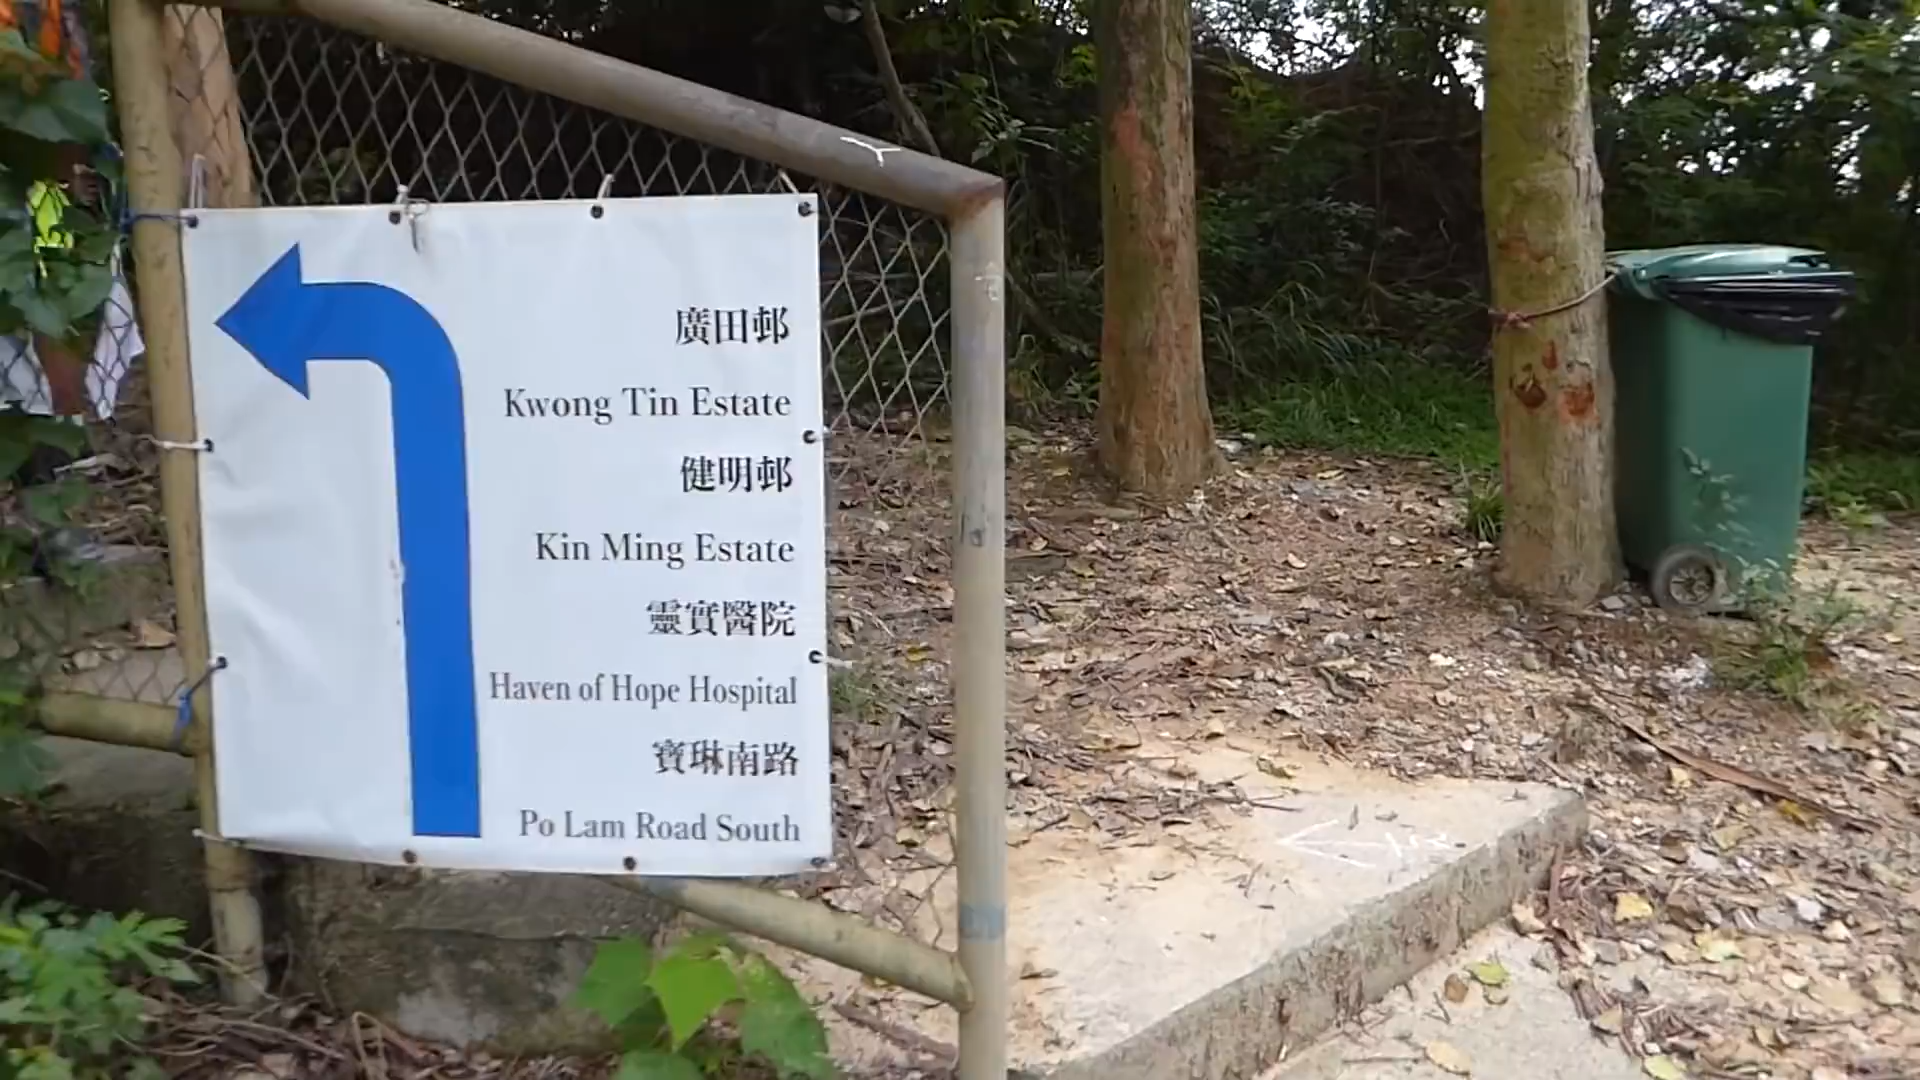 廣田邨
Kwong Tin Estate
健明邨
Kin Ming Estate
靈實醫院
Haven of Hope Hospital
寶琳南路
Po Lam Road South